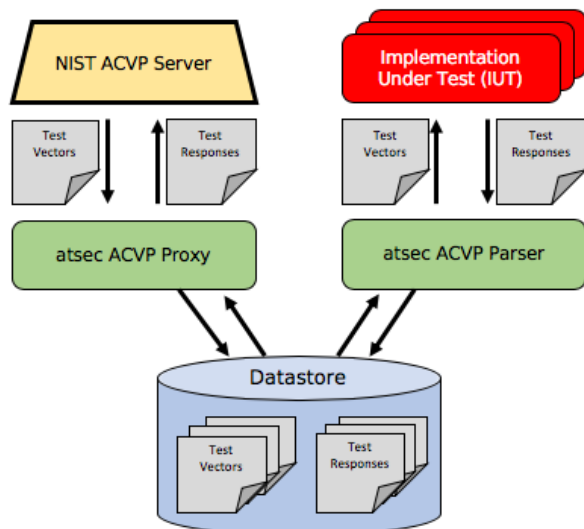 NIST ACVP Server
Implementation
Under Test (IUT)
Test
Vectors
Test
Responses
Test
Vectors
Test
Responses
atsec ACVP Proxy
atsec ACVP Parser
Datastore
Test
Vectors
Test
Responses